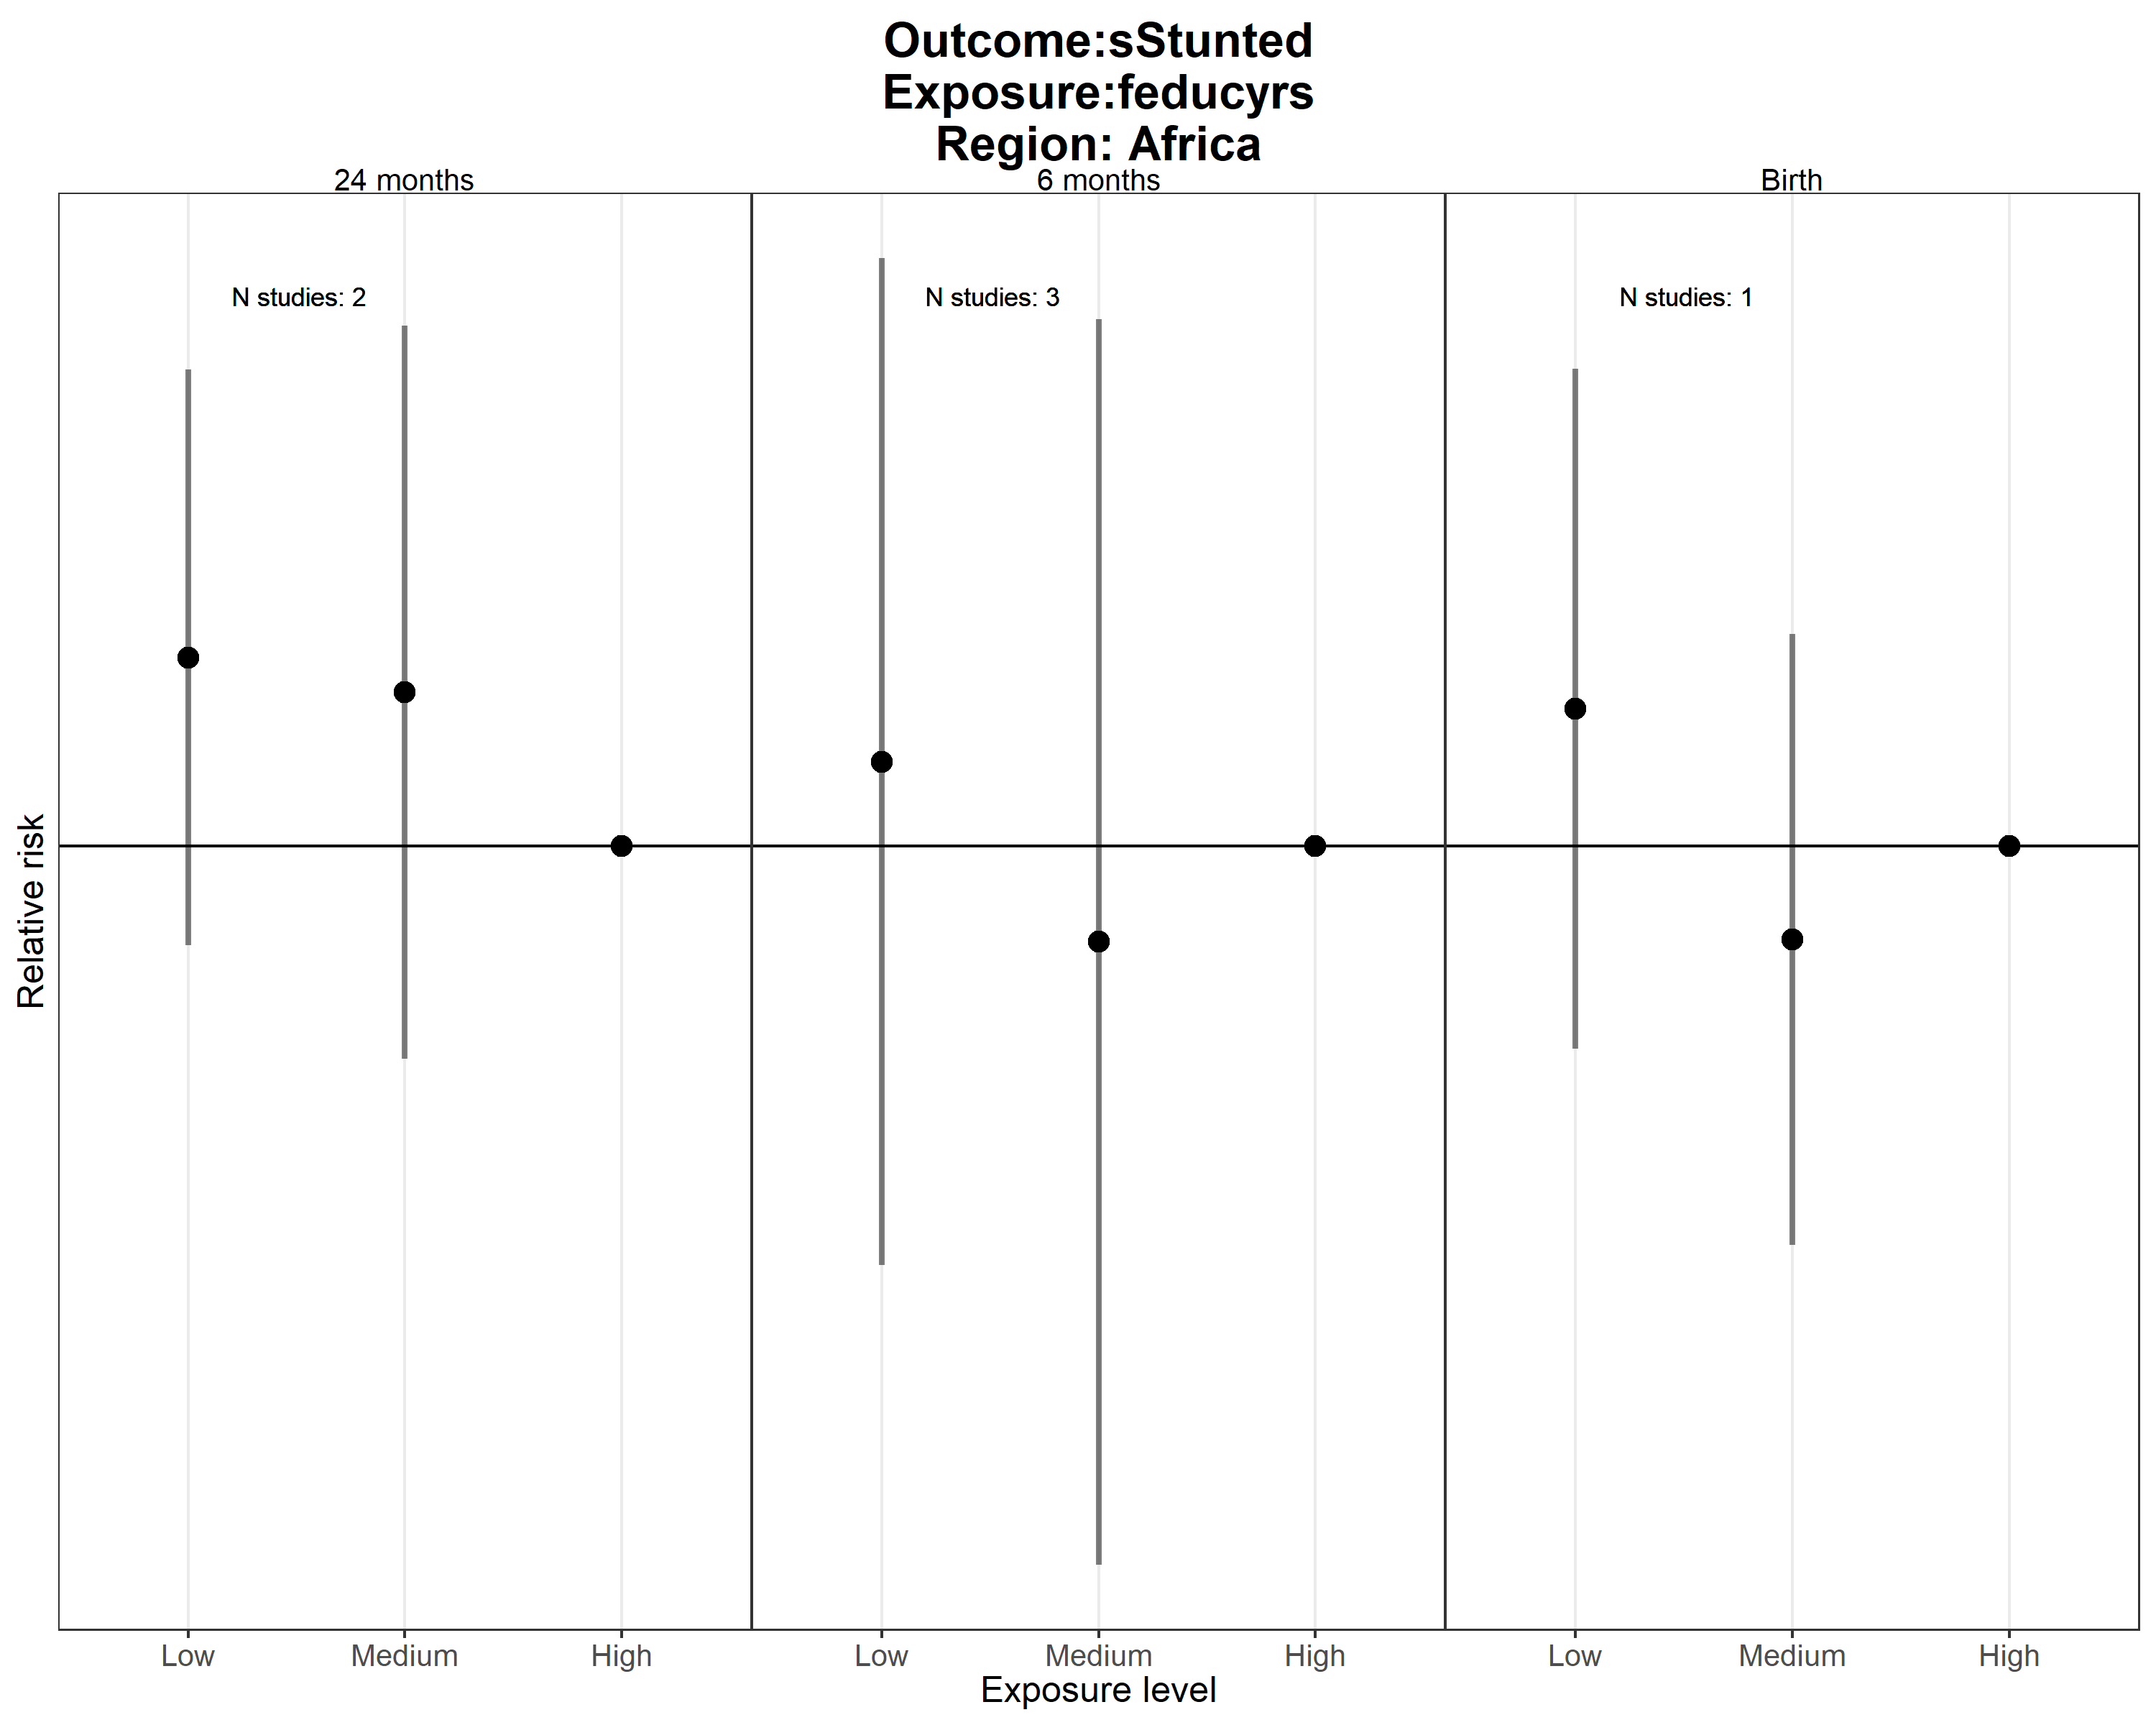 Outcome:sStunted
Exposure:feducyrs
Region: Africa
24 months 6 months Birth
N studies: 2 N studies: 3 N studies: 1
Relative risk
Low Medium High Low Medium High Low Medium High
Exposure level